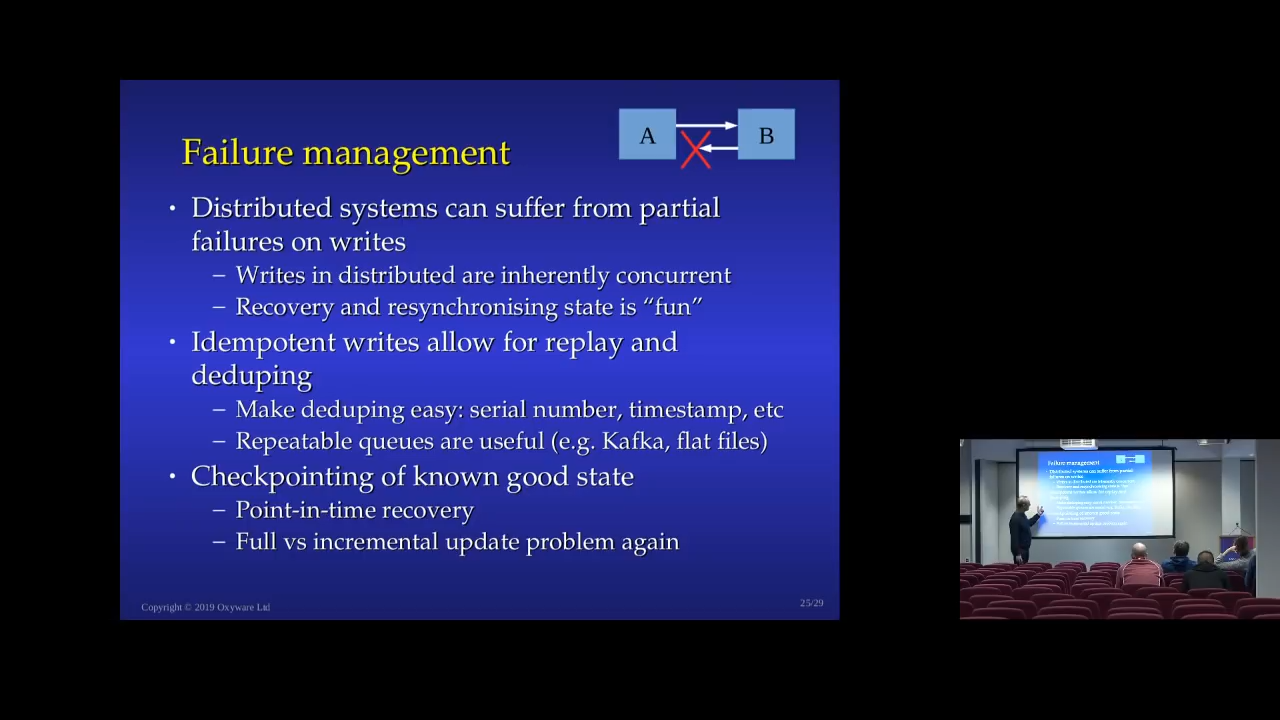 A
B
Failure management
• Distributed systems can suffer from partial
failures on writes
– Writes in distributed are inherently concurrent
– Recovery and resynchronising state is “fun”
• Idempotent writes allow for replay and
deduping
– Make deduping easy: serial number, timestamp, etc
– Repeatable queues are useful (e.g. Kafka, flat files)
• Checkpointing of known good state
– Point-in-time recovery
– Full vs incremental update problem again
Copyright © 2019 Oxyware Ltd
25/29
Failure management